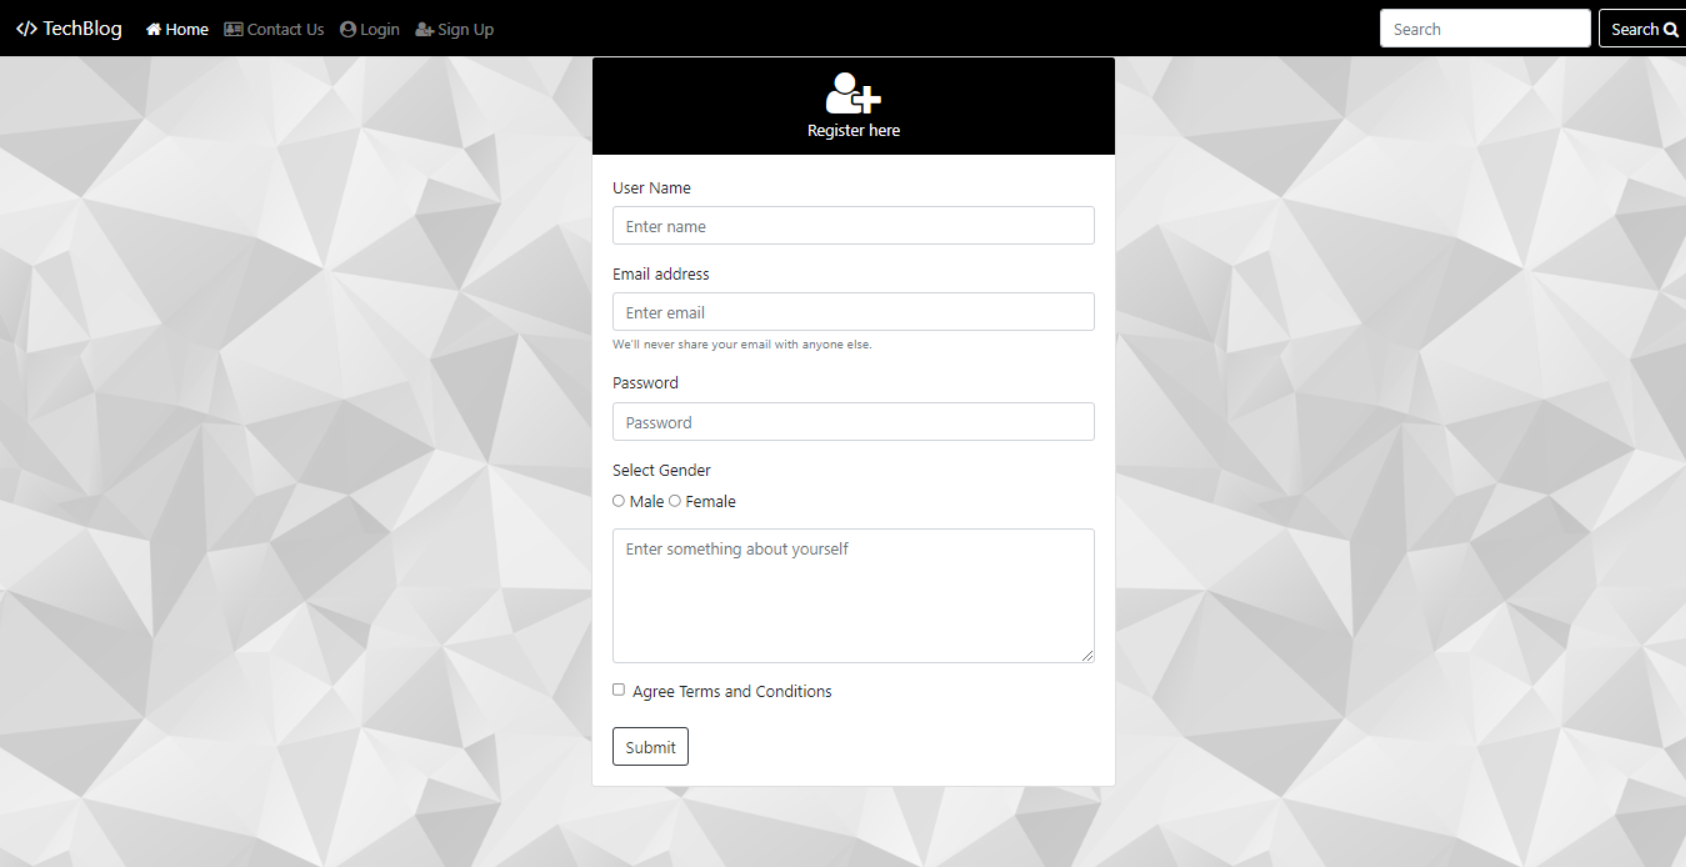 TechBlog Home Contact Us Login Sign Up Search Search
Register here
User Name
Enter name
Email address
Enter email
We'll never share your email with anyone else.
Password
Password
Select Gender
Male Female
Enter something about yourself
Agree Terms and Conditions
Submit